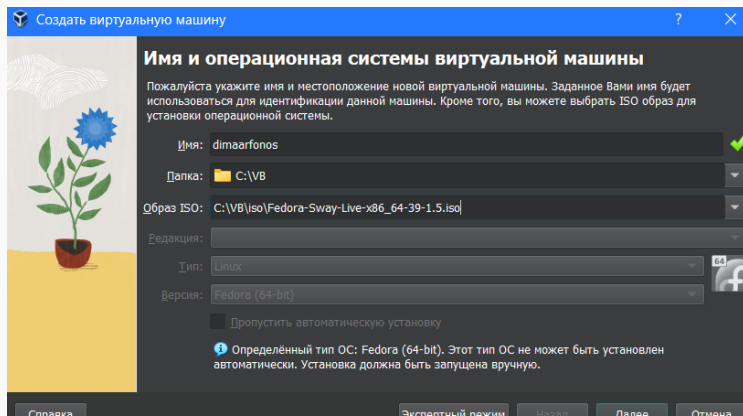 Создать виртуальную машину
?
Имя и операционная системы виртуальной машины
Пожалуйста укажите имя и местоположение новой виртуальной машины. Заданное Вами имя будет
использоваться для идентификации данной машины. Кроме того, вы можете выбрать ISO образ для
установки операционной системы.
Имя: dimaarfonos
Папка: C:\VB
Образ ISO: C:\VB\iso\Fedora-Sway-Live-x86_64-39-1.5.iso
Редакция:
Тип: Linux
64
Версия: Fedora (64-bit)
Пропустить автоматическую установку
Определённый тип ОС: Fedora (64-bit). Этот тип ОС не может быть установлен
автоматически. Установка должна быть запущена вручную.
Справка Экспертный режим Назад Далее Отмена